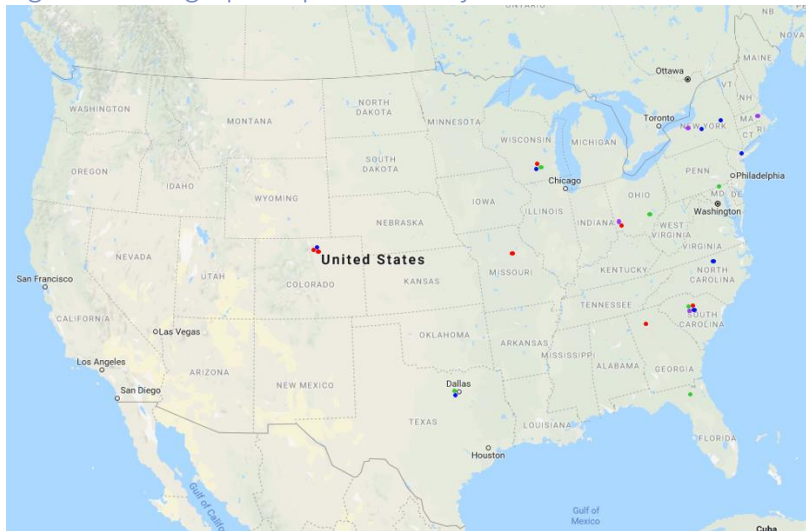 ONTARIO
NB
NOVA
MAINE
Ottawa
VT
NH
WASHINGTON
MONTANA
NORTH
DAKOTA
MINNESOTA
Toronto
NEW YORK
MA
CT RI
OREGON
IDAHO
SOUTH
DAKOTA
WISCONSIN
MICHIGAN
WYOMING
Chicago
IOWA
PENN
Philadelphia
NEBRASKA
ILLINOIS
INDIANA
OHIO
MD
DE
Washington
WEST
VIRGINIA
United States
NEVADA
UTAH
COLORADO
KANSAS
MISSOURI
KENTUCKY
VIRGINIA
San Francisco
CALIFORNIA
Las Vegas
TENNESSEE
NORTH
CAROLINA
OKLAHOMA
ARKANSAS
SOUTH
CAROLINA
Los Angeles
ARIZONA
NEW MEXICO
MISSISSIPPI
ALABAMA
GEORGIA
San Diego
Dallas
TEXAS
LOUISIANA
Houston
FLORIDA
Gulf of
Mexico
Gulf of Calif
Cuba